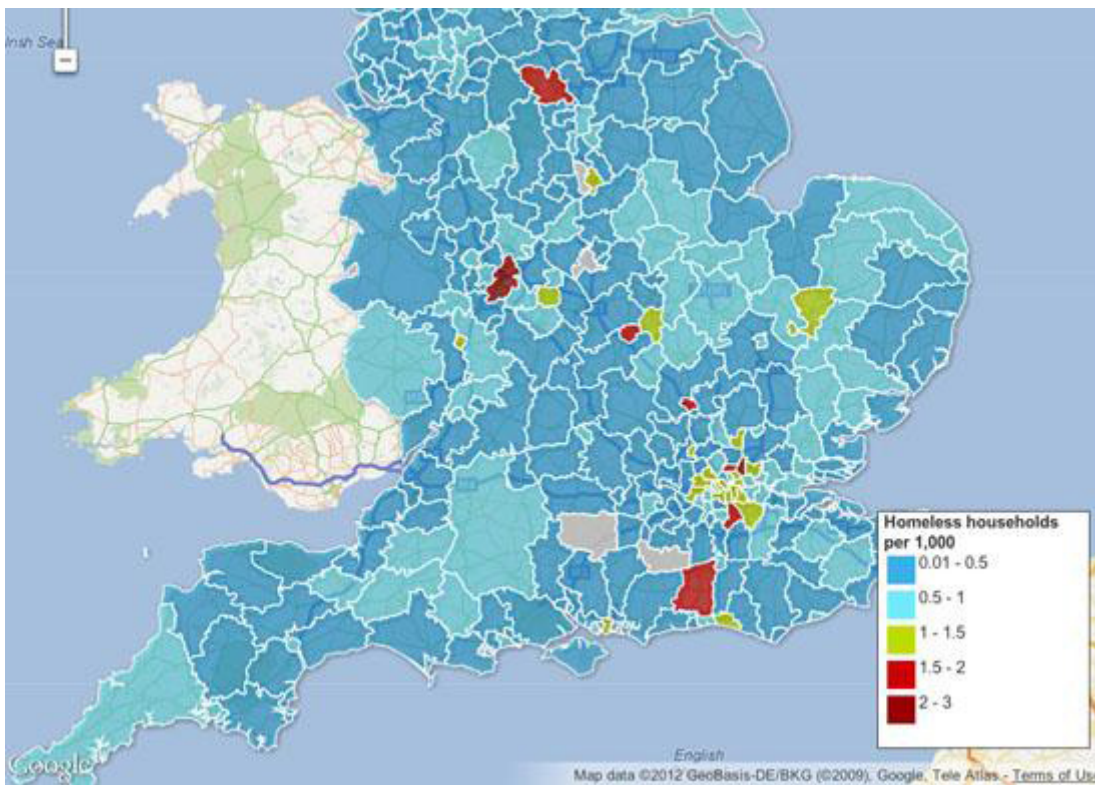 Irish Sea
Homeless households
per 1,000
0.01 - 0.5
0.5 - 1
1 - 1.5
1.5 - 2
2 - 3
Google
English
Map data ©2012 GeoBasis-DE/BKG (©2009), Google, Tele Atlas - Terms of Use